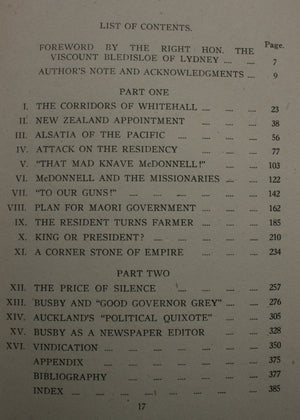 LIST OF CONTENTS.
FOREWORD BY THE RIGHT HON. THE Page.
VISCOUNT BLEDISLOE OF LYDNEY ... ... 7
AUTHOR'S NOTE AND ACKNOWLEDGMENTS ... 9
PART ONE
I. THE CORRIDORS OF WHITEHALL ... ... 23
II. NEW ZEALAND APPOINTMENT ... ... 38
III. ALSATIA OF THE PACIFIC ... ... ... 56
IV. ATTACK ON THE RESIDENCY ... ... 77
V. "THAT MAD KNAVE McDONNELL!" ... ... 103
VI. McDONNELL AND THE MISSIONARIES ... 122
VII. "TO OUR GUNS!" ... ... ... ... 142
VIII. PLAN FOR MAORI GOVERNMENT ... ... 162
IX. THE RESIDENT TURNS FARMER ... ... 185
X. KING OR PRESIDENT? ... ... ... 210
XI. A CORNER STONE OF EMPIRE ... ... 234
PART TWO
XII. THE PRICE OF SILENCE ... ... ... 257
XIII. BUSBY AND "GOOD GOVERNOR GREY" ... 276
XIV. AUCKLAND'S "POLITICAL QUIXOTE" ... 305
XV. BUSBY AS A NEWSPAPER EDITOR ... ... 328
XVI. VINDICATION ... ... ... ... ... 350
APPENDIX ... ... ... ... ... 375
BIBLIOGRAPHY ... ... ... ... 377
INDEX ... ... ... ... ... ... 385
17